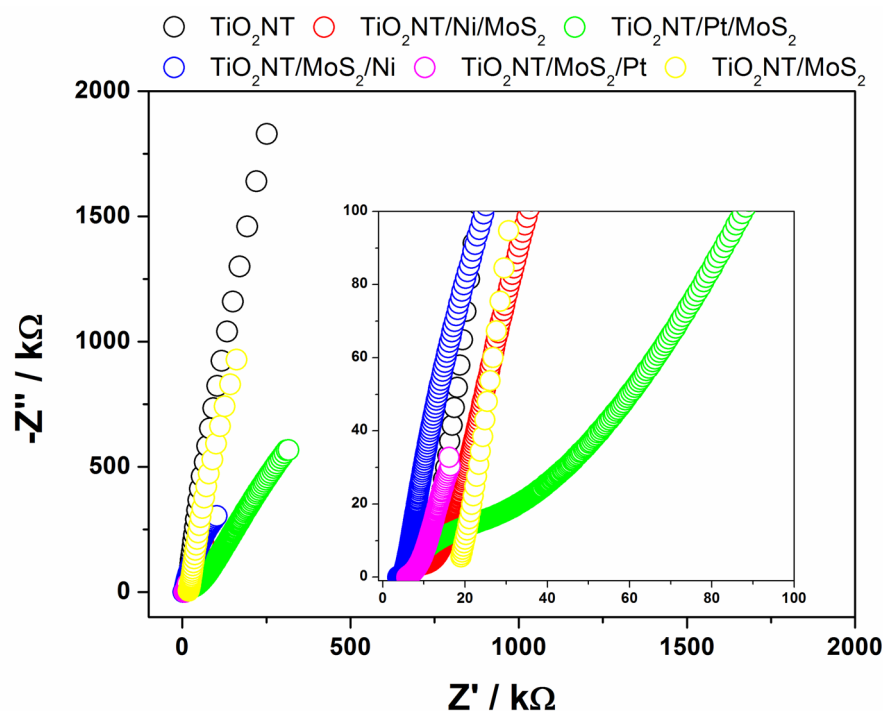 TiO₂NT TiO₂NT/Ni/MoS₂ TiO₂NT/Pt/MoS₂
TiO₂NT/MoS₂/Ni TiO₂NT/MoS₂/Pt TiO₂NT/MoS₂
2000
1500
1000
500
0
-Z'' / kΩ
100
80
60
40
20
0
0 20 40 60 80 100
0 500 1000 1500 2000
Z' / kΩ